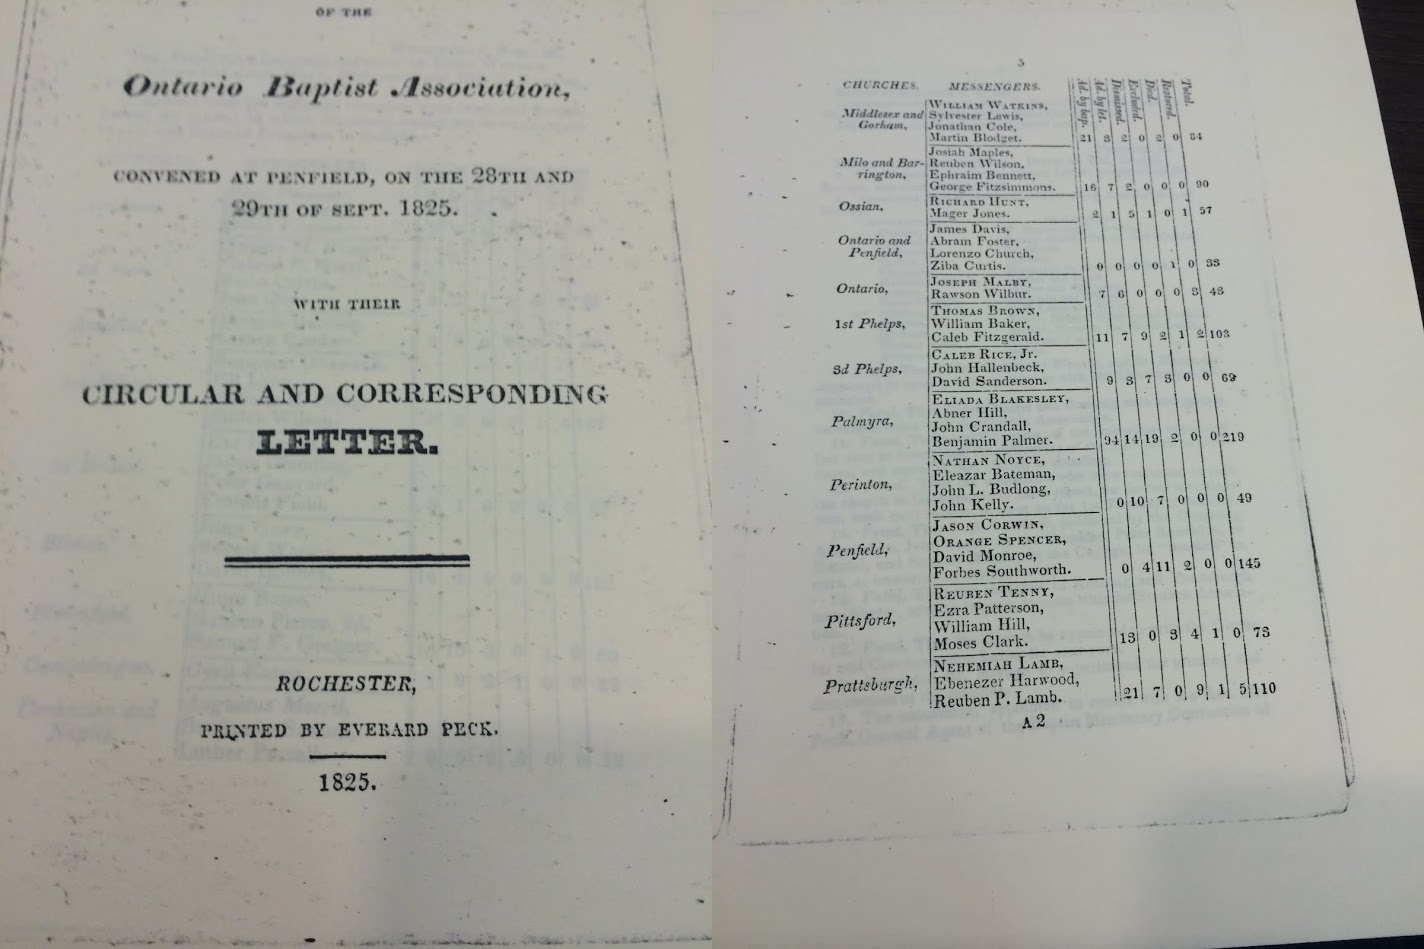 OF THE
Ontario Baptist Association,
CONVENED AT PENFIELD, ON THE 28TH AND
29TH OF SEPT. 1825.
WITH THEIR
CIRCULAR AND CORRESPONDING
LETTER.
ROCHESTER,
PRINTED BY EVERARD PECK.
1825.
CHURCHES. MESSENGERS. Ad. by bap. Ad. by let. Dismissed. Excluded. Died. Restored. Total.
WILLIAM WATKINS,
Middlesex and Sylvester Lewis,
Gorham, Jonathan Cole,
Martin Blodget. 21 3 2 0 2 0 84
Josiah Maples,
Milo and Bar- Reuben Wilson,
rington, Ephraim Bennett,
George Fitzsimmons. 16 7 2 0 0 0 90
Ossian, RICHARD HUNT,
Mager Jones. 2 1 5 1 0 1 57
James Davis,
Ontario and Abram Foster,
Penfield, Lorenzo Church,
Ziba Curtis. 0 0 0 0 1 0 33
Ontario, JOSEPH MALBY,
Rawson Wilbur. 7 6 0 0 0 3 43
THOMAS BROWN,
1st Phelps, William Baker,
Caleb Fitzgerald. 11 7 9 2 1 2 103
CALEB RICE, Jr.
3d Phelps, John Hallenbeck,
David Sanderson. 9 3 7 3 0 0 69
ELIADA BLAKESLEY,
Palmyra, Abner Hill,
John Crandall,
Benjamin Palmer. 94 14 19 2 0 0 219
NATHAN NOYCE,
Perinton, Eleazar Bateman,
John L. Budlong,
John Kelly. 0 10 7 0 0 0 49
JASON CORWIN,
Penfield, ORANGE SPENCER,
David Monroe,
Forbes Southworth. 0 4 11 2 0 0 145
REUBEN TENNY,
Pittsford, Ezra Patterson,
William Hill,
Moses Clark. 13 0 3 4 1 0 73
NEHEMIAH LAMB,
Prattsburgh, Ebenezer Harwood,
Reuben P. Lamb. 21 7 0 9 1 5 110
A 2